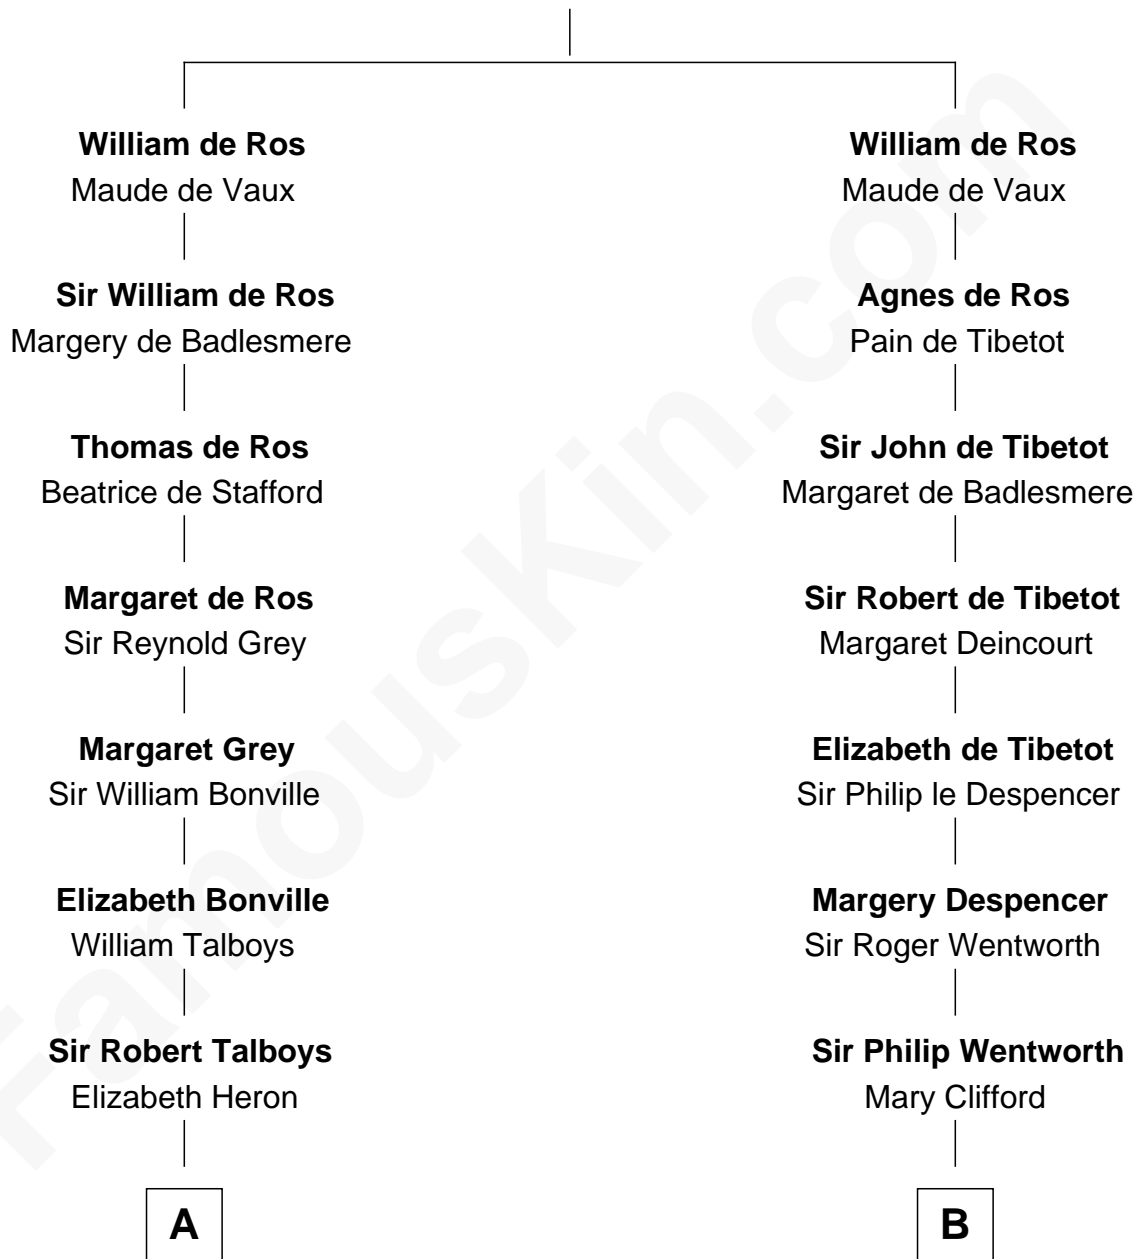 William de Ros
Maude de Vaux
Sir William de Ros
Margery de Badlesmere
Thomas de Ros
Beatrice de Stafford
Margaret de Ros
Sir Reynold Grey
Margaret Grey
Sir William Bonville
Elizabeth Bonville
William Talboys
Sir Robert Talboys
Elizabeth Heron
A
William de Ros
Maude de Vaux
Agnes de Ros
Pain de Tibetot
Sir John de Tibetot
Margaret de Badlesmere
Sir Robert de Tibetot
Margaret Deincourt
Elizabeth de Tibetot
Sir Philip le Despencer
Margery Despencer
Sir Roger Wentworth
Sir Philip Wentworth
Mary Clifford
B
FamousKin.com